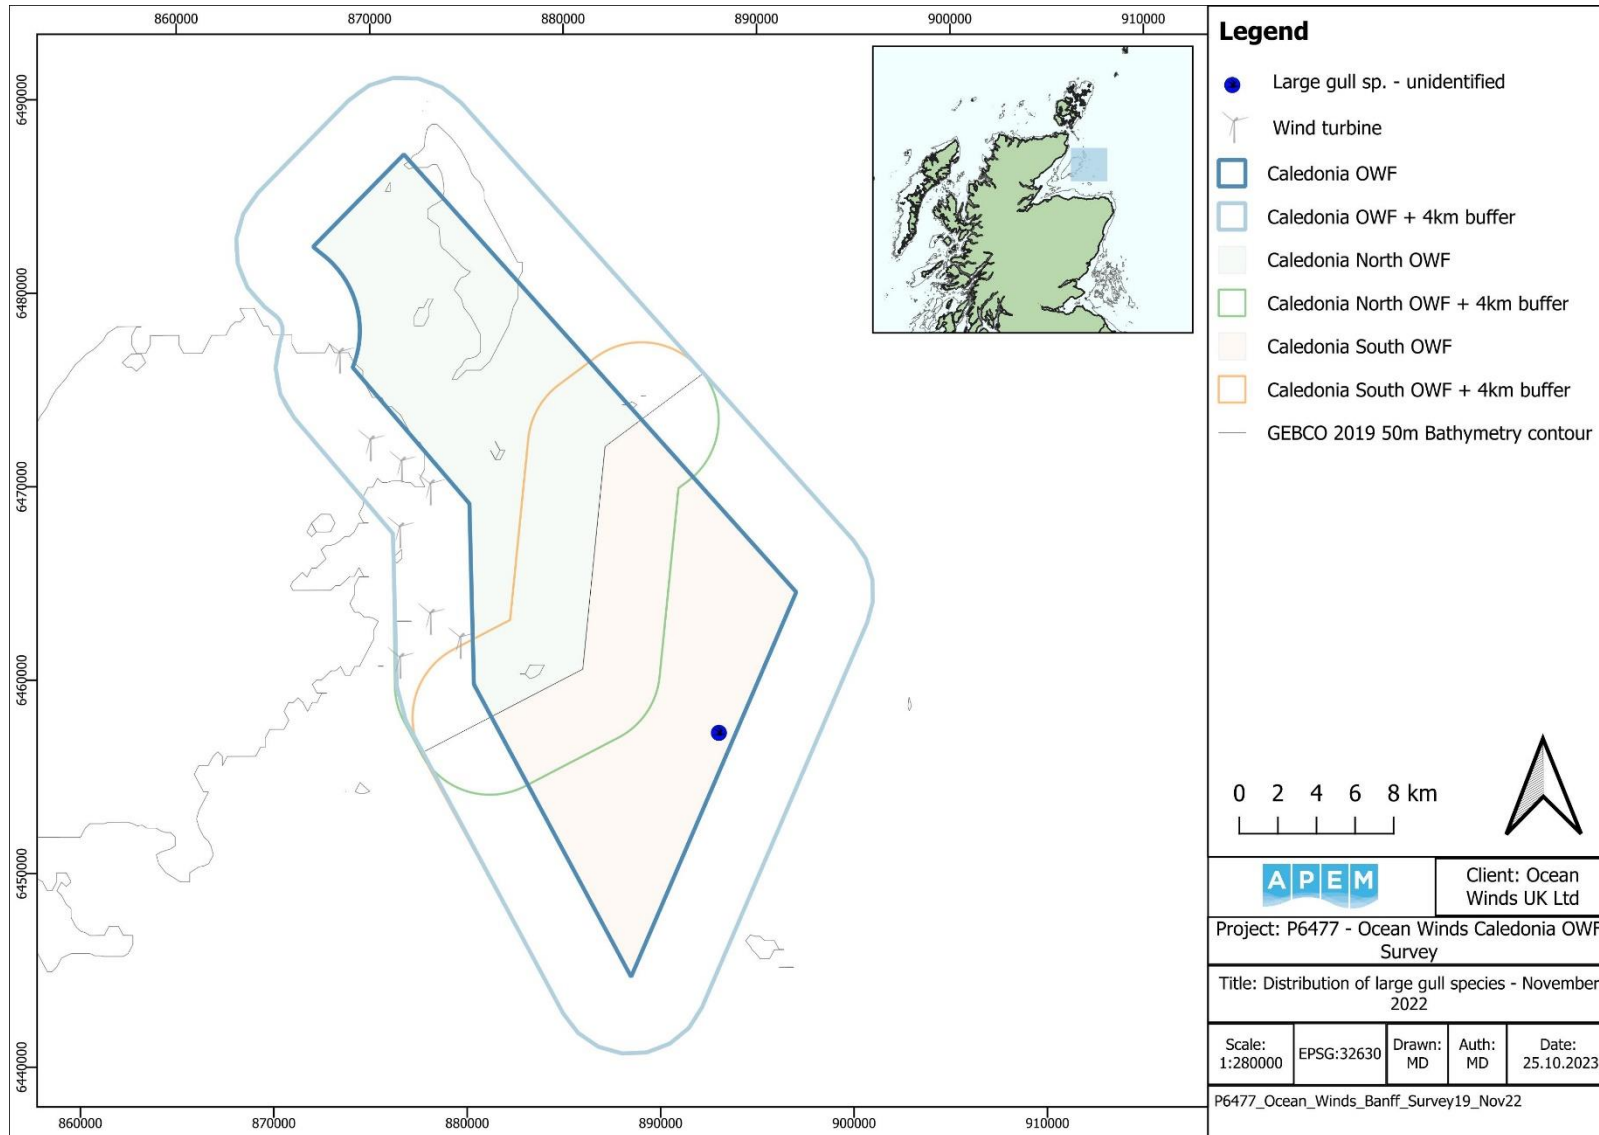 860000 870000 880000 890000 900000 910000
6490000
6480000
6470000
6460000
6450000
6440000
860000 870000 880000 890000 900000 910000
Legend
Large gull sp. - unidentified
Wind turbine
Caledonia OWF
Caledonia OWF + 4km buffer
Caledonia North OWF
Caledonia North OWF + 4km buffer
Caledonia South OWF
Caledonia South OWF + 4km buffer
GEBCO 2019 50m Bathymetry contour
0 2 4 6 8 km
APEM
Client: Ocean
Winds UK Ltd
Project: P6477 - Ocean Winds Caledonia OWF
Survey
Title: Distribution of large gull species - November
2022
Scale:
1:280000
EPSG:32630
Drawn:
MD
Auth:
MD
Date:
25.10.2023
P6477_Ocean_Winds_Banff_Survey19_Nov22